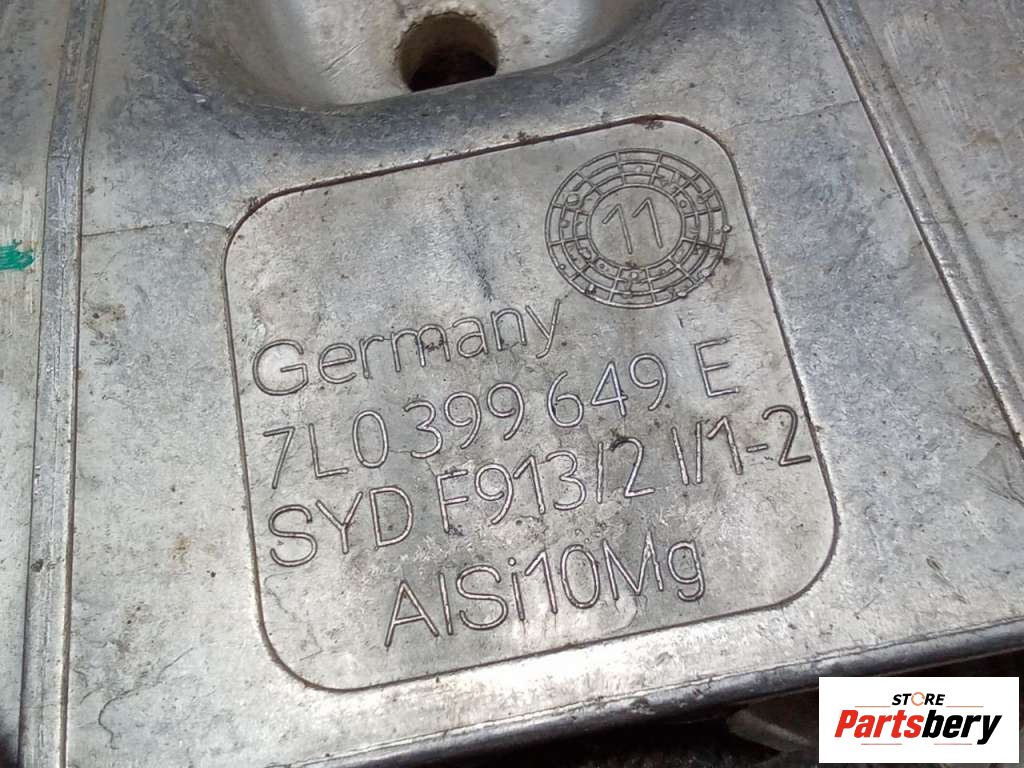 11
Germany
7L0 399 649 E
SYD F913/2 I/1-2
AlSi10Mg
STORE
Partsbery